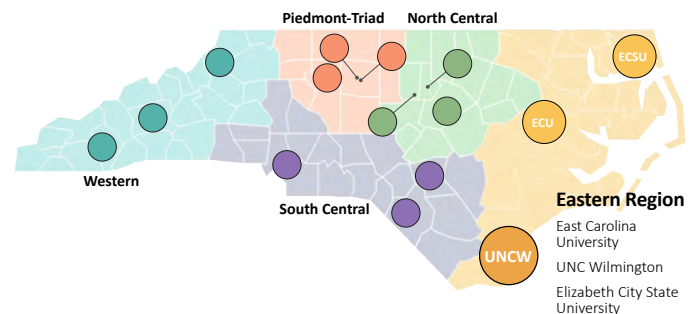 Piedmont-Triad
North Central
ECSU
ECU
Western
South Central
UNCW
Eastern Region
East Carolina
University
UNC Wilmington
Elizabeth City State
University